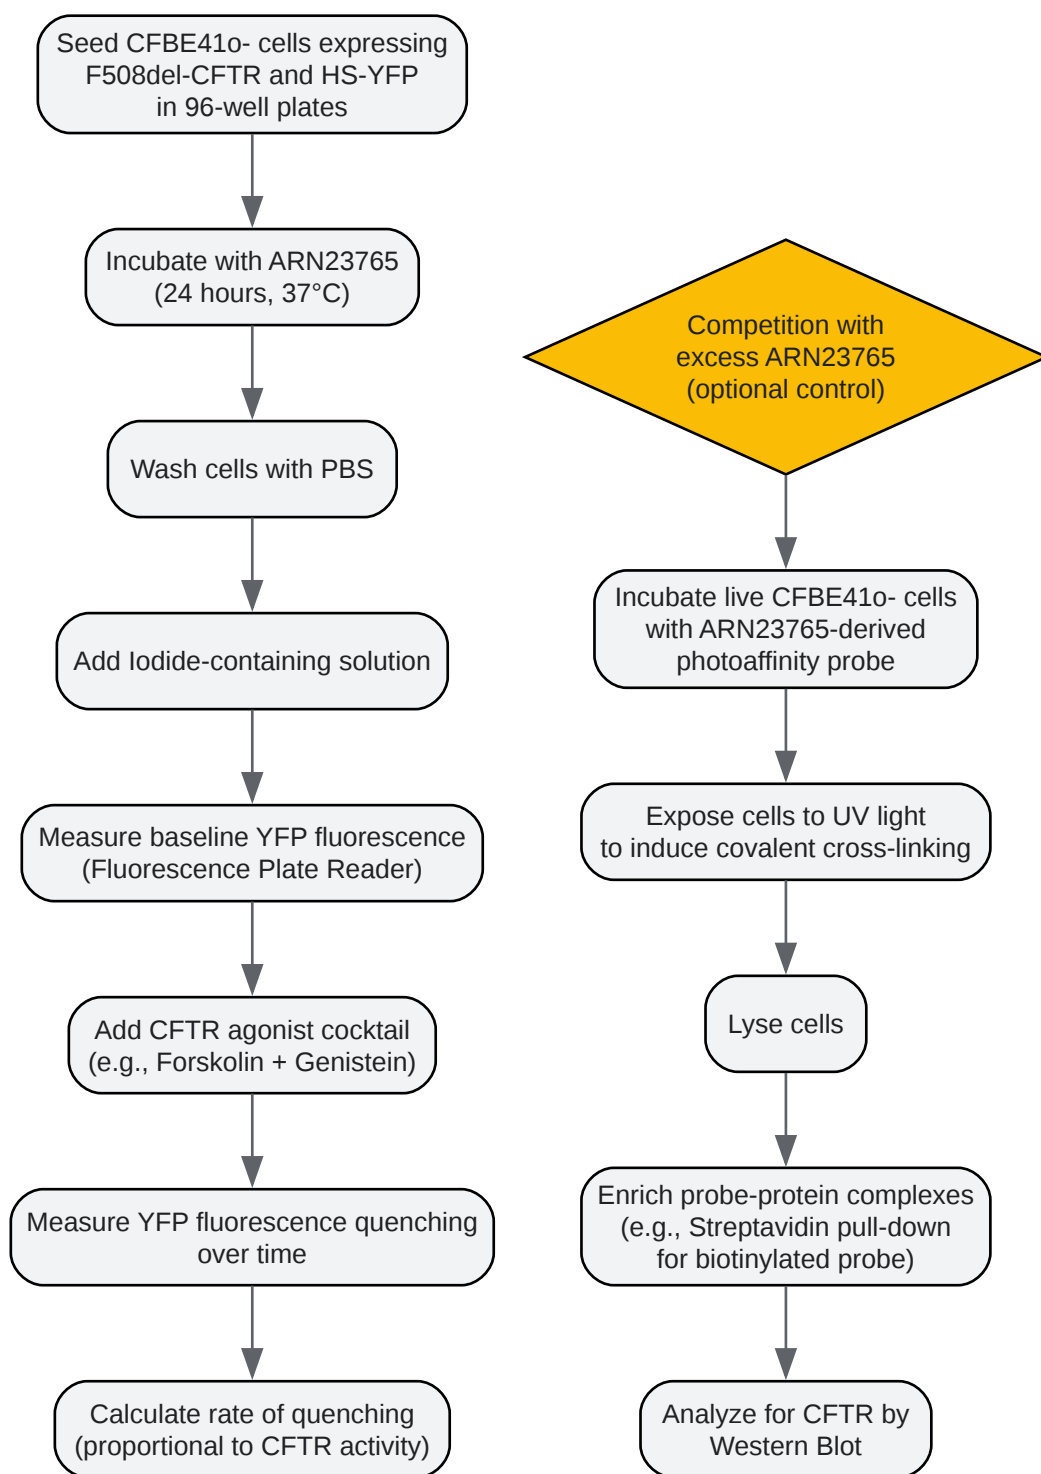 Seed CFBE41o- cells expressing
F508del-CFTR and HS-YFP
in 96-well plates
Incubate with ARN23765
(24 hours, 37°C)
Wash cells with PBS
Add Iodide-containing solution
Measure baseline YFP fluorescence
(Fluorescence Plate Reader)
Add CFTR agonist cocktail
(e.g., Forskolin + Genistein)
Measure YFP fluorescence quenching
over time
Calculate rate of quenching
(proportional to CFTR activity)
Competition with
excess ARN23765
(optional control)
Incubate live CFBE41o- cells
with ARN23765-derived
photoaffinity probe
Expose cells to UV light
to induce covalent cross-linking
Lyse cells
Enrich probe-protein complexes
(e.g., Streptavidin pull-down
for biotinylated probe)
Analyze for CFTR by
Western Blot